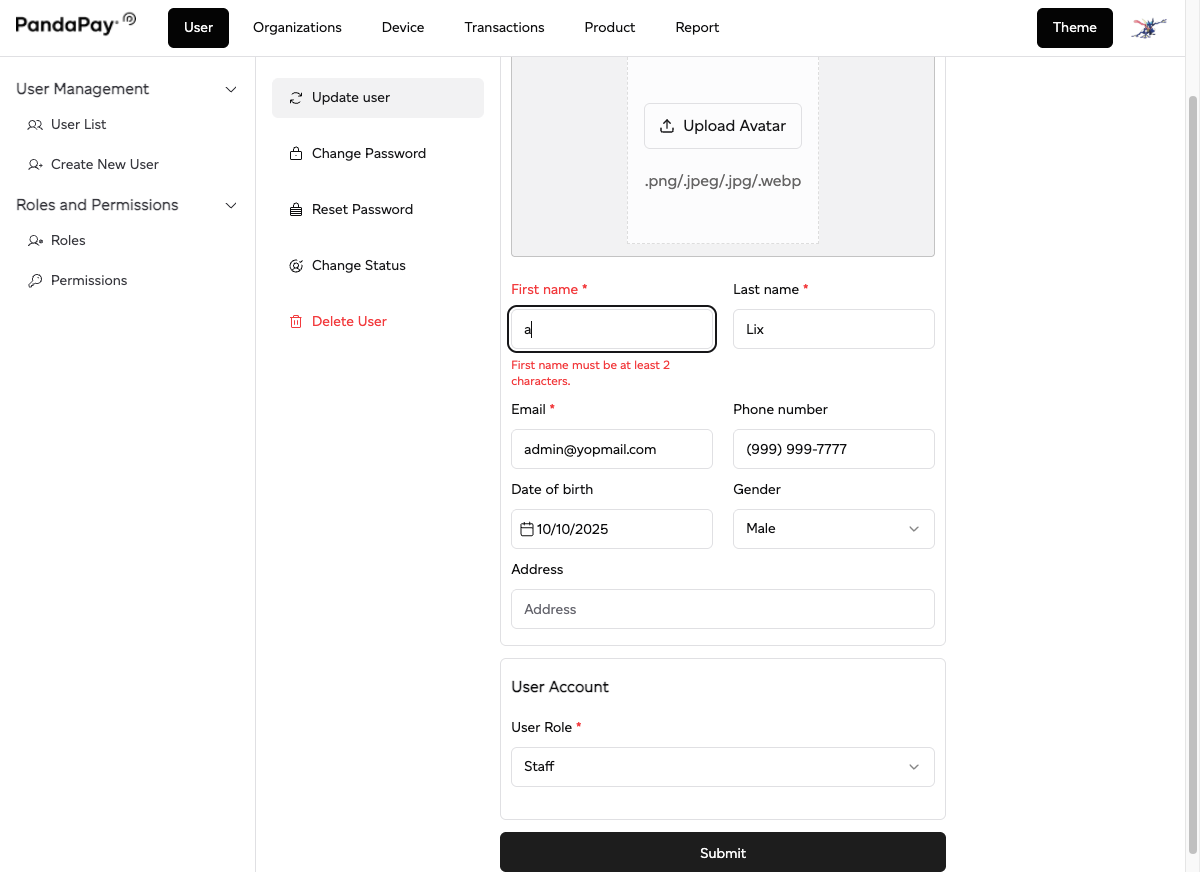 PandaPay
User Organizations Device Transactions Product Report Theme
User Management
User List
Create New User
Roles and Permissions
Roles
Permissions
Update user
Change Password
Reset Password
Change Status
Delete User
Upload Avatar
.png/.jpeg/.jpg/.webp
First name * Last name *
a Lix
First name must be at least 2
characters.
Email * Phone number
admin@yopmail.com (999) 999-7777
Date of birth Gender
10/10/2025 Male
Address
Address
User Account
User Role *
Staff
Submit